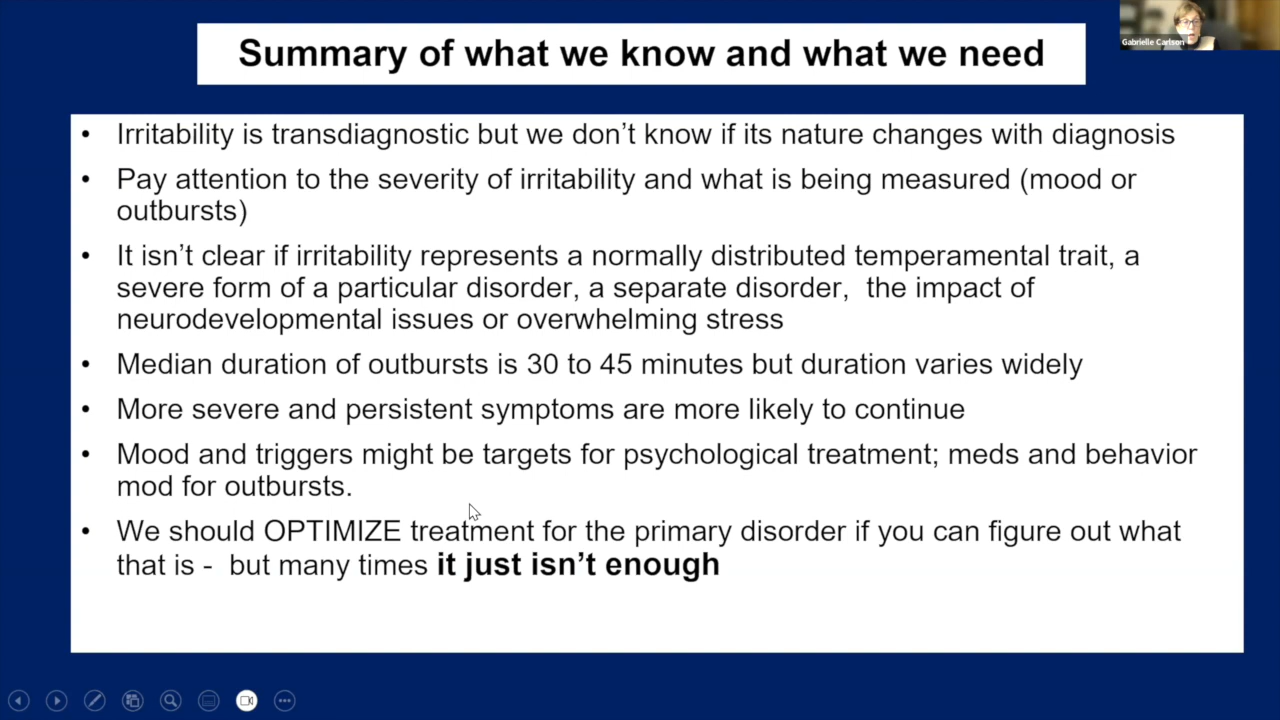 Summary of what we know and what we need
Gabrielle Carlson
• Irritability is transdiagnostic but we don't know if its nature changes with diagnosis
• Pay attention to the severity of irritability and what is being measured (mood or
outbursts)
• It isn't clear if irritability represents a normally distributed temperamental trait, a
severe form of a particular disorder, a separate disorder, the impact of
neurodevelopmental issues or overwhelming stress
• Median duration of outbursts is 30 to 45 minutes but duration varies widely
• More severe and persistent symptoms are more likely to continue
• Mood and triggers might be targets for psychological treatment; meds and behavior
mod for outbursts.
• We should OPTIMIZE treatment for the primary disorder if you can figure out what
that is - but many times it just isn't enough